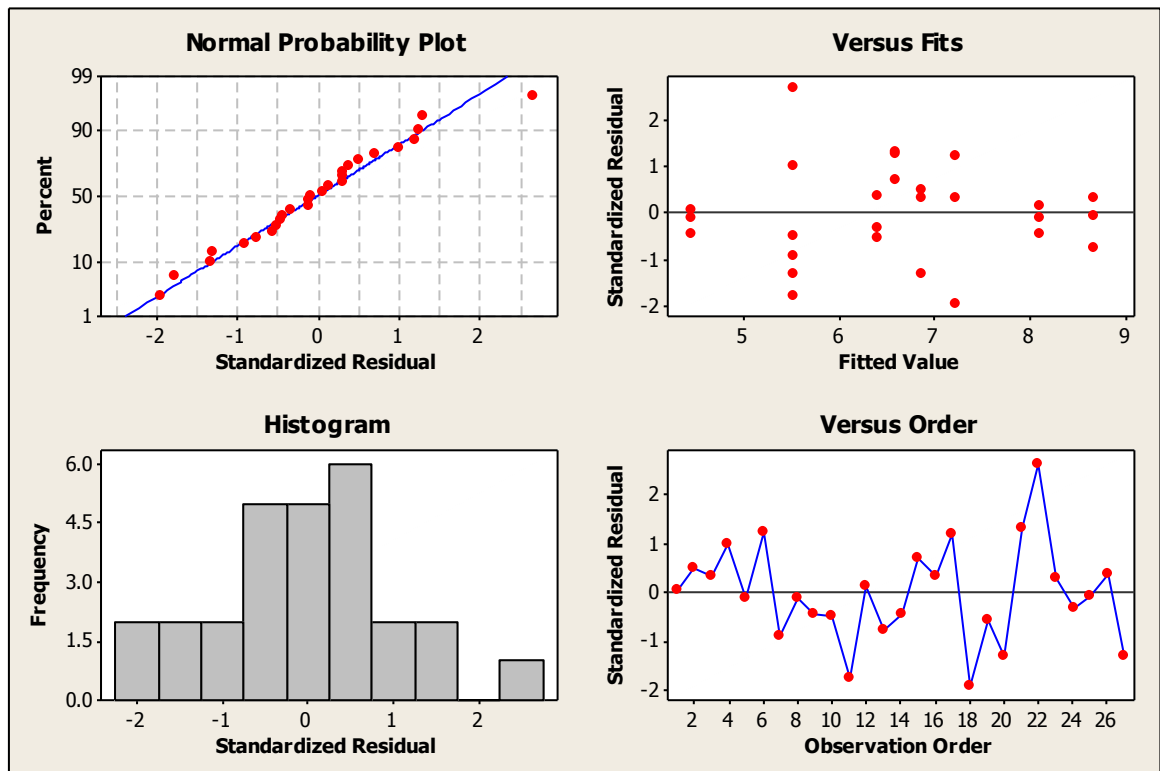 Normal Probability Plot
99
90
50
10
1
Percent
-2 -1 0 1 2
Standardized Residual
Versus Fits
2
1
0
-1
-2
Standardized Residual
5 6 7 8 9
Fitted Value
Histogram
6.0
4.5
3.0
1.5
0.0
Frequency
-2 -1 0 1 2
Standardized Residual
Versus Order
2
1
0
-1
-2
Standardized Residual
2 4 6 8 10 12 14 16 18 20 22 24 26
Observation Order